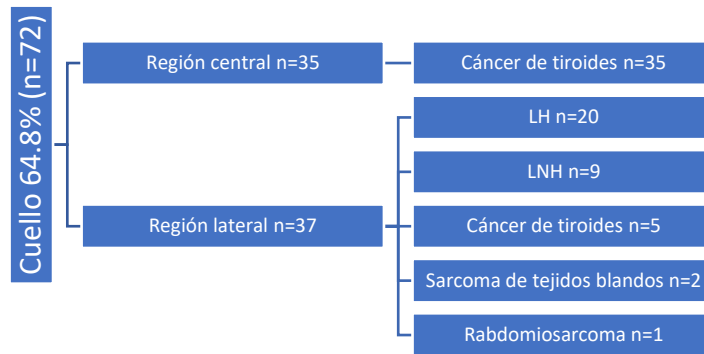 Cuello 64.8% (n=72)
Región central n=35
Cáncer de tiroides n=35
Región lateral n=37
LH n=20
LNH n=9
Cáncer de tiroides n=5
Sarcoma de tejidos blandos n=2
Rabdomiosarcoma n=1